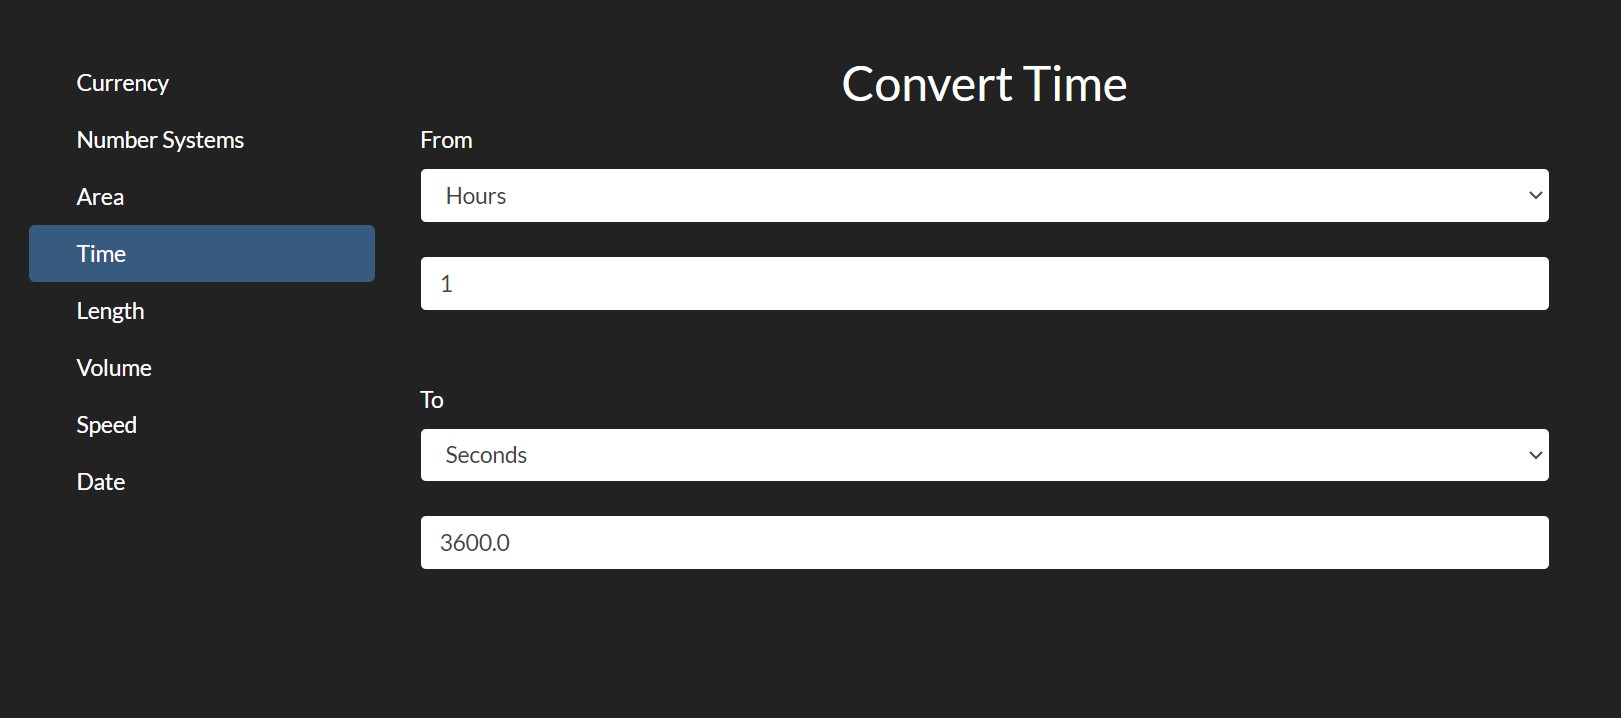 Currency
Number Systems
Area
Time
Length
Volume
Speed
Date
Convert Time
From
Hours
1
To
Seconds
3600.0